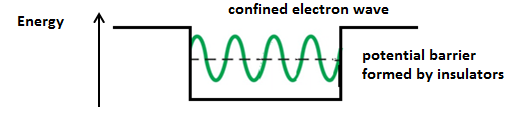 confined electron wave
Energy
potential barrier
formed by insulators